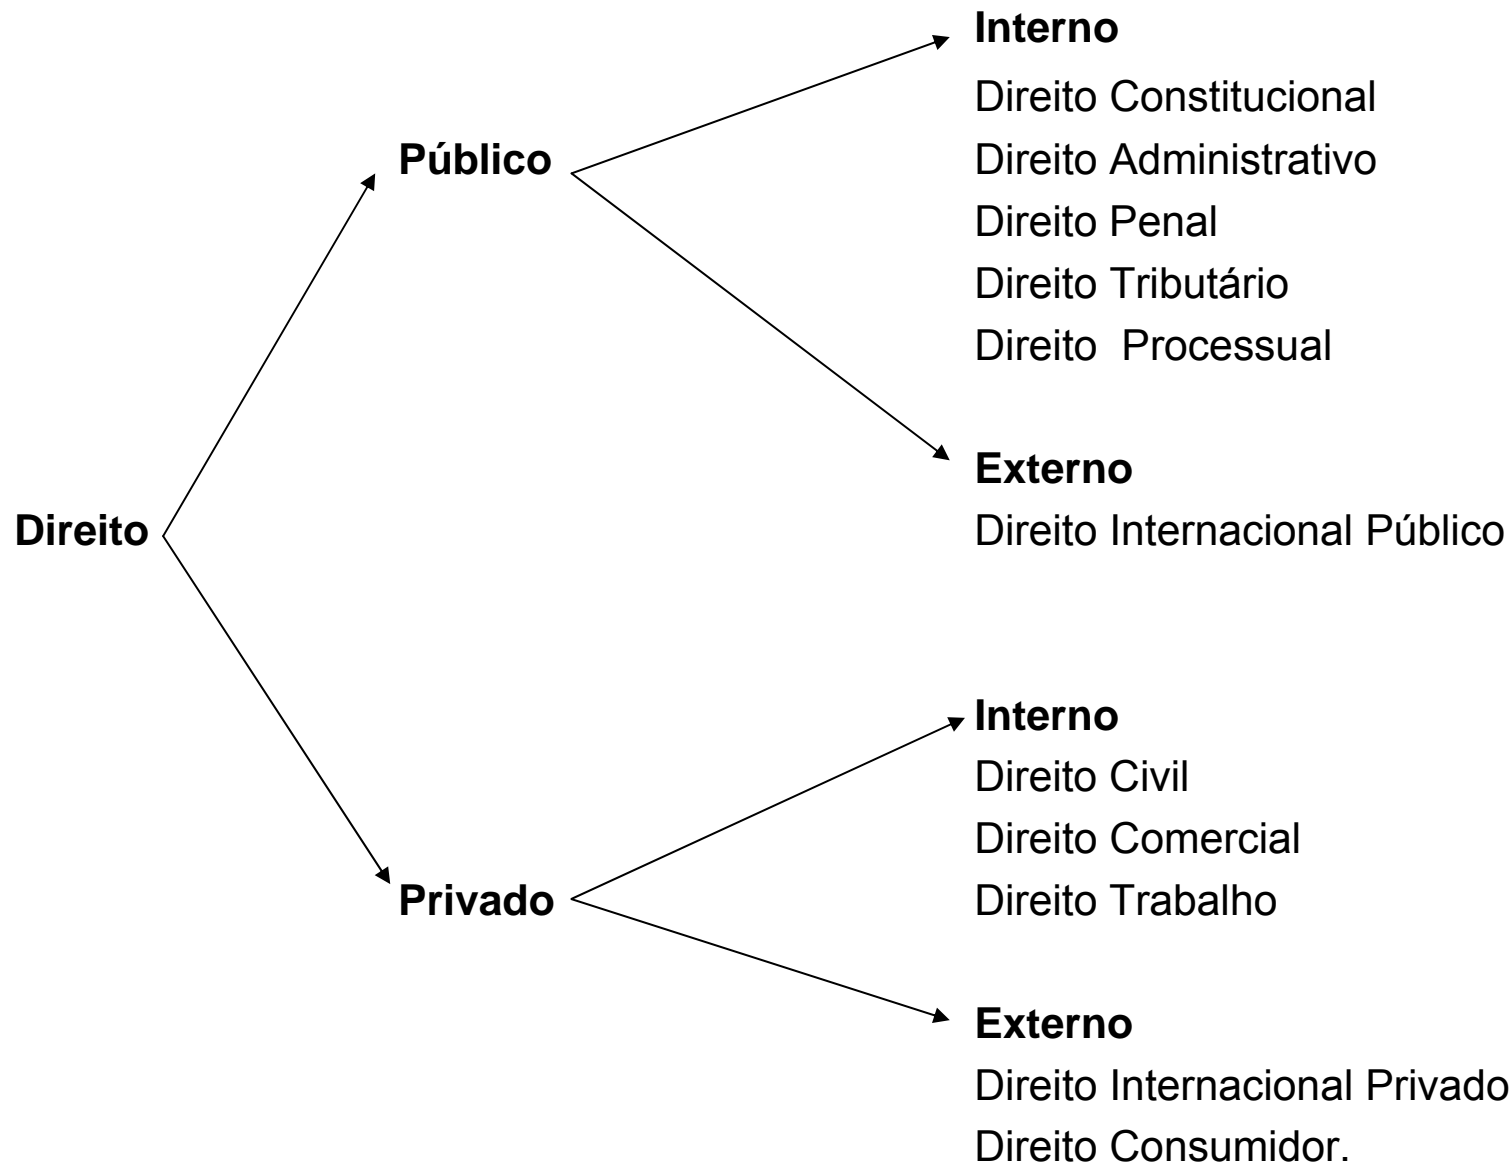 Direito
Público
Interno
Direito Constitucional
Direito Administrativo
Direito Penal
Direito Tributário
Direito  Processual
Externo
Direito Internacional Público
Privado
Interno
Direito Civil
Direito Comercial
Direito Trabalho
Externo
Direito Internacional Privado
Direito Consumidor.